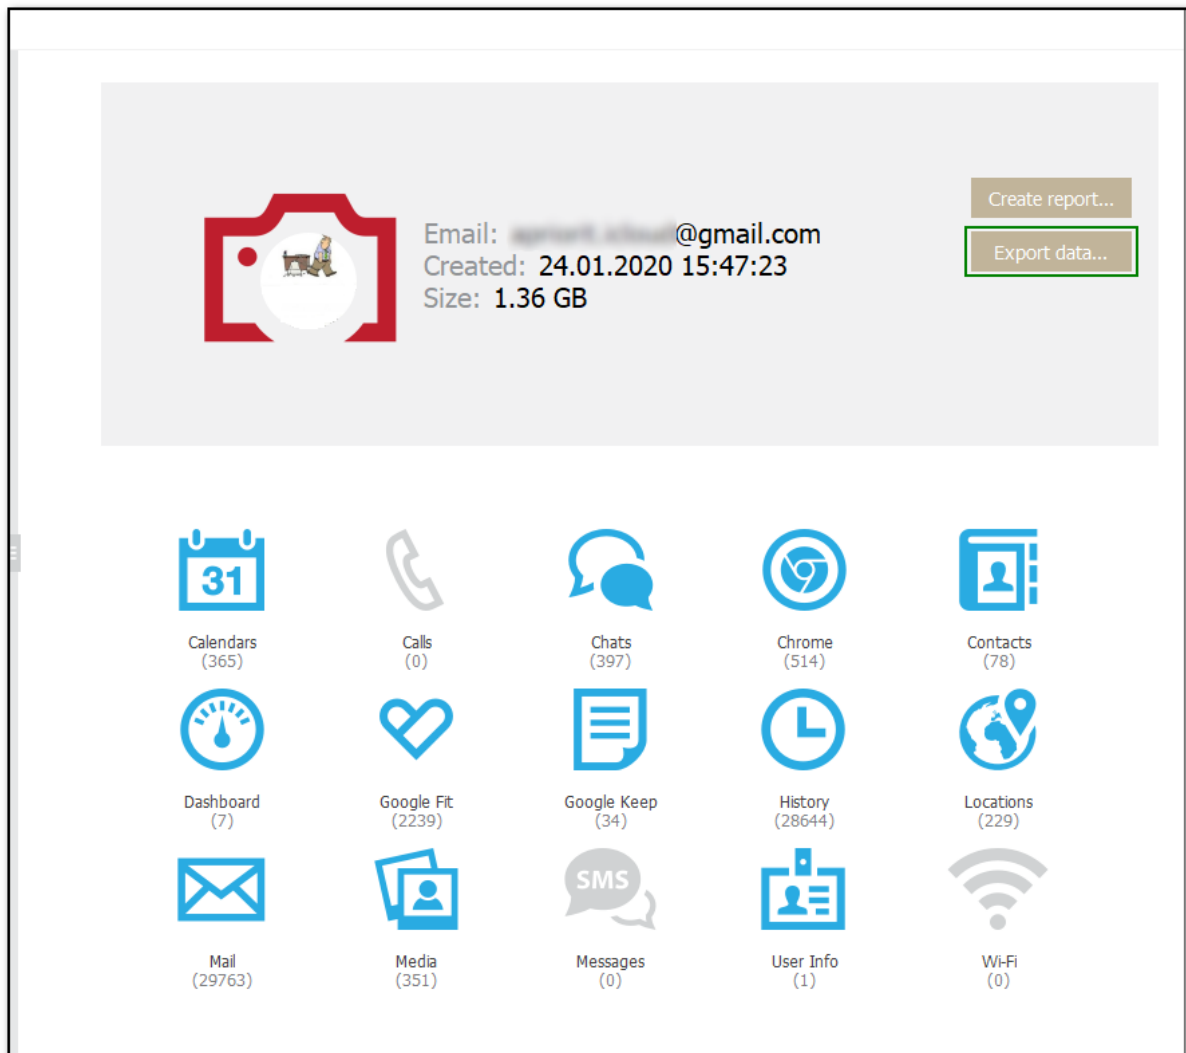 Create report...
Email: @gmail.com
Export data...
Created: 24.01.2020 15:47:23
Size: 1.36 GB
31
Calendars
(365)
Calls
(0)
Chats
(397)
Chrome
(514)
Contacts
(78)
Dashboard
(7)
Google Fit
(2239)
Google Keep
(34)
History
(28644)
Locations
(229)
SMS
Mail
(29763)
Media
(351)
Messages
(0)
User Info
(1)
Wi-Fi
(0)